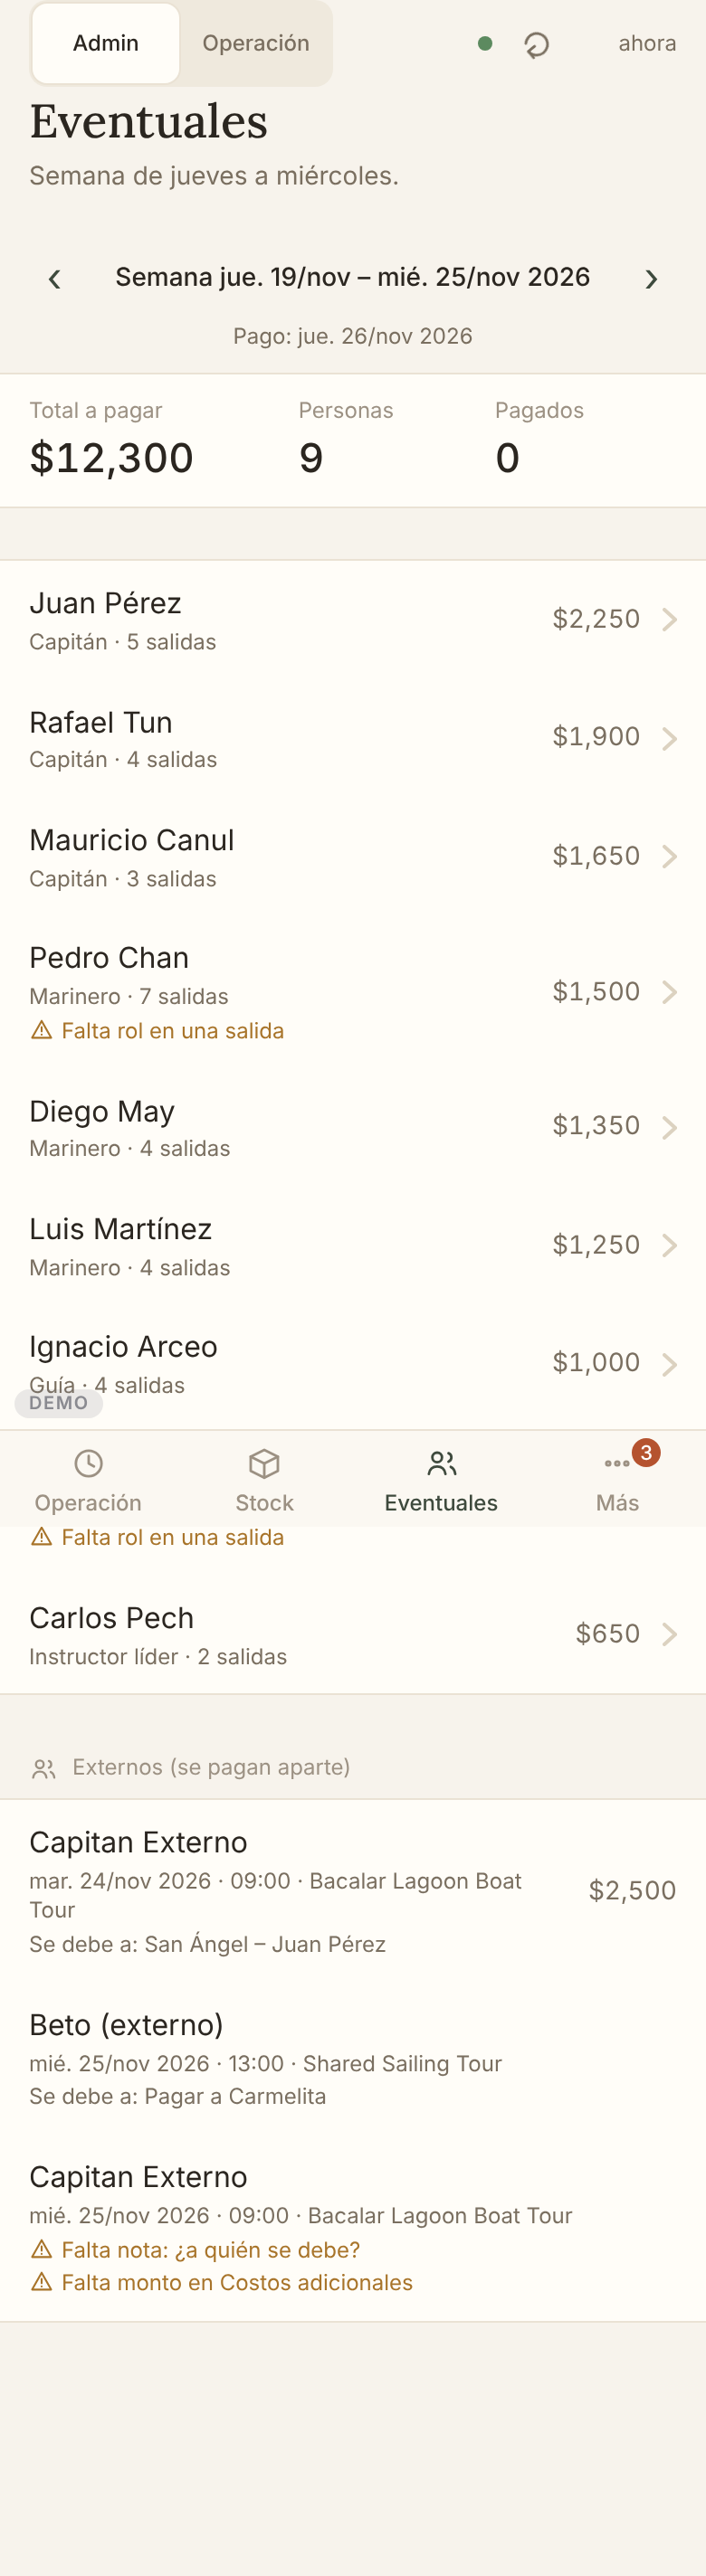 Admin
Operación
ahora
Eventuales
Semana de jueves a miércoles.
‹ Semana jue. 19/nov – mié. 25/nov 2026 ›
Pago: jue. 26/nov 2026
Total a pagar
Personas
Pagados
$12,300
9
0
Juan Pérez
Capitán · 5 salidas
$2,250
Rafael Tun
Capitán · 4 salidas
$1,900
Mauricio Canul
Capitán · 3 salidas
$1,650
Pedro Chan
Marinero · 7 salidas
Falta rol en una salida
$1,500
Diego May
Marinero · 4 salidas
$1,350
Luis Martínez
Marinero · 4 salidas
$1,250
Ignacio Arceo
Guía · 4 salidas
$1,000
DEMO
3
Operación
Stock
Eventuales
Más
Falta rol en una salida
Carlos Pech
Instructor líder · 2 salidas
$650
Externos (se pagan aparte)
Capitan Externo
mar. 24/nov 2026 · 09:00 · Bacalar Lagoon Boat
Tour
Se debe a: San Ángel – Juan Pérez
$2,500
Beto (externo)
mié. 25/nov 2026 · 13:00 · Shared Sailing Tour
Se debe a: Pagar a Carmelita
Capitan Externo
mié. 25/nov 2026 · 09:00 · Bacalar Lagoon Boat Tour
Falta nota: ¿a quién se debe?
Falta monto en Costos adicionales